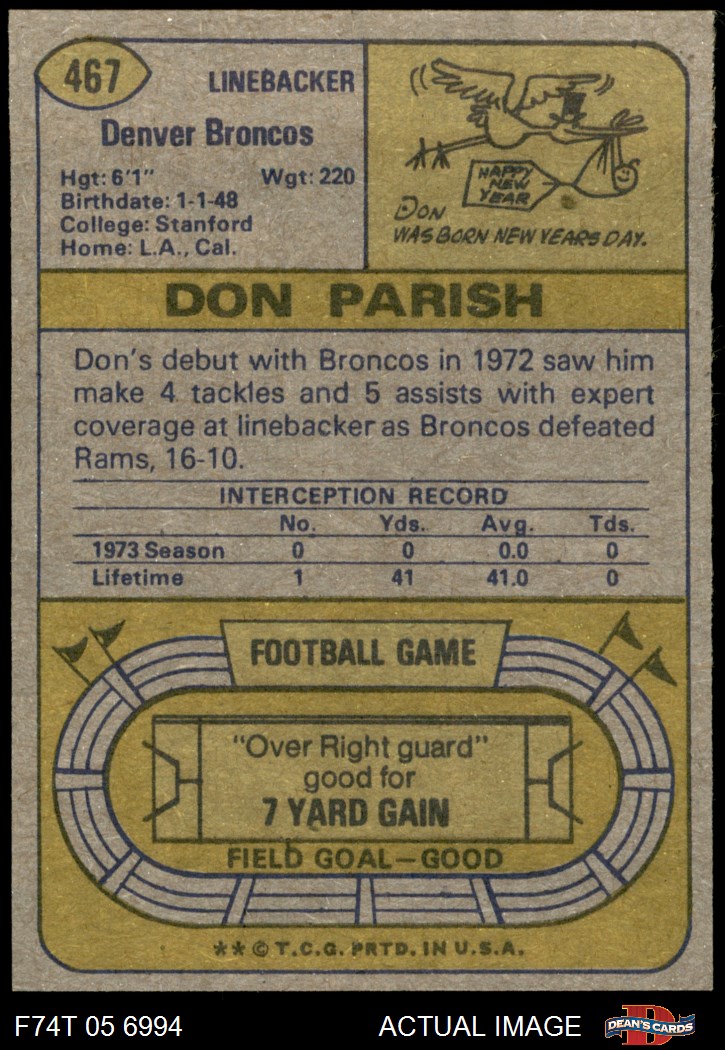 467
LINEBACKER
Denver Broncos
Hgt: 6'1" Wgt: 220
Birthdate: 1-1-48
College: Stanford
Home: L.A., Cal.
HAPPY
NEW
YEAR
DON
WAS BORN NEW YEARS DAY.
DON PARISH
Don's debut with Broncos in 1972 saw him
make 4 tackles and 5 assists with expert
coverage at linebacker as Broncos defeated
Rams, 16-10.
INTERCEPTION RECORD
No. Yds. Avg. Tds.
1973 Season 0 0 0.0 0
Lifetime 1 41 41.0 0
FOOTBALL GAME
"Over Right guard"
good for
7 YARD GAIN
FIELD GOAL—GOOD
** © T.C.G. PRTD. IN U.S.A.
F74T 05 6994 ACTUAL IMAGE
D
DEAN'S CARDS